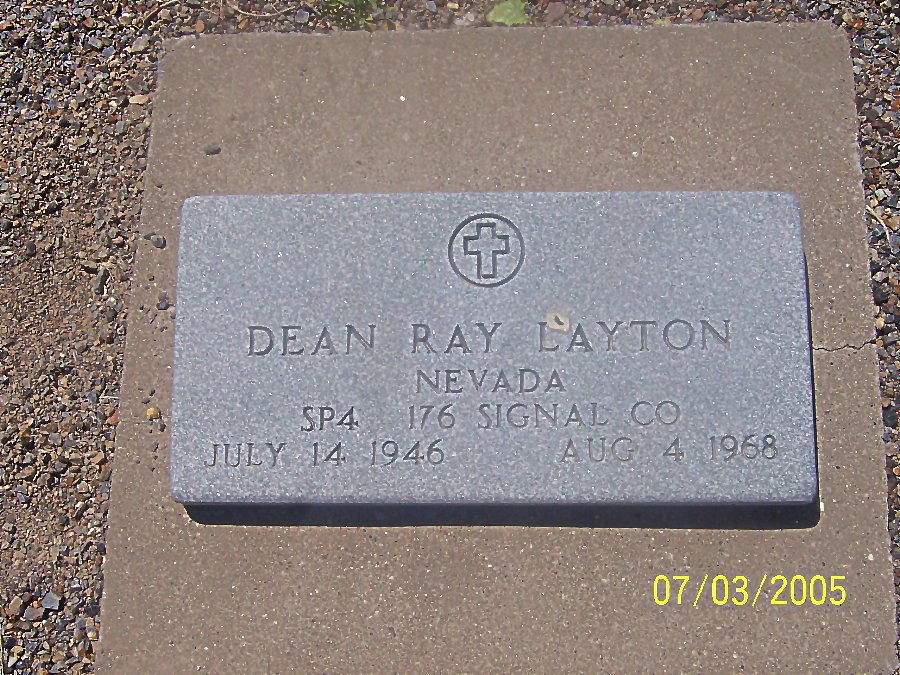 DEAN RAY LAYTON
NEVADA
SP4 176 SIGNAL CO
JULY 14 1946 AUG 4 1968
07/03/2005